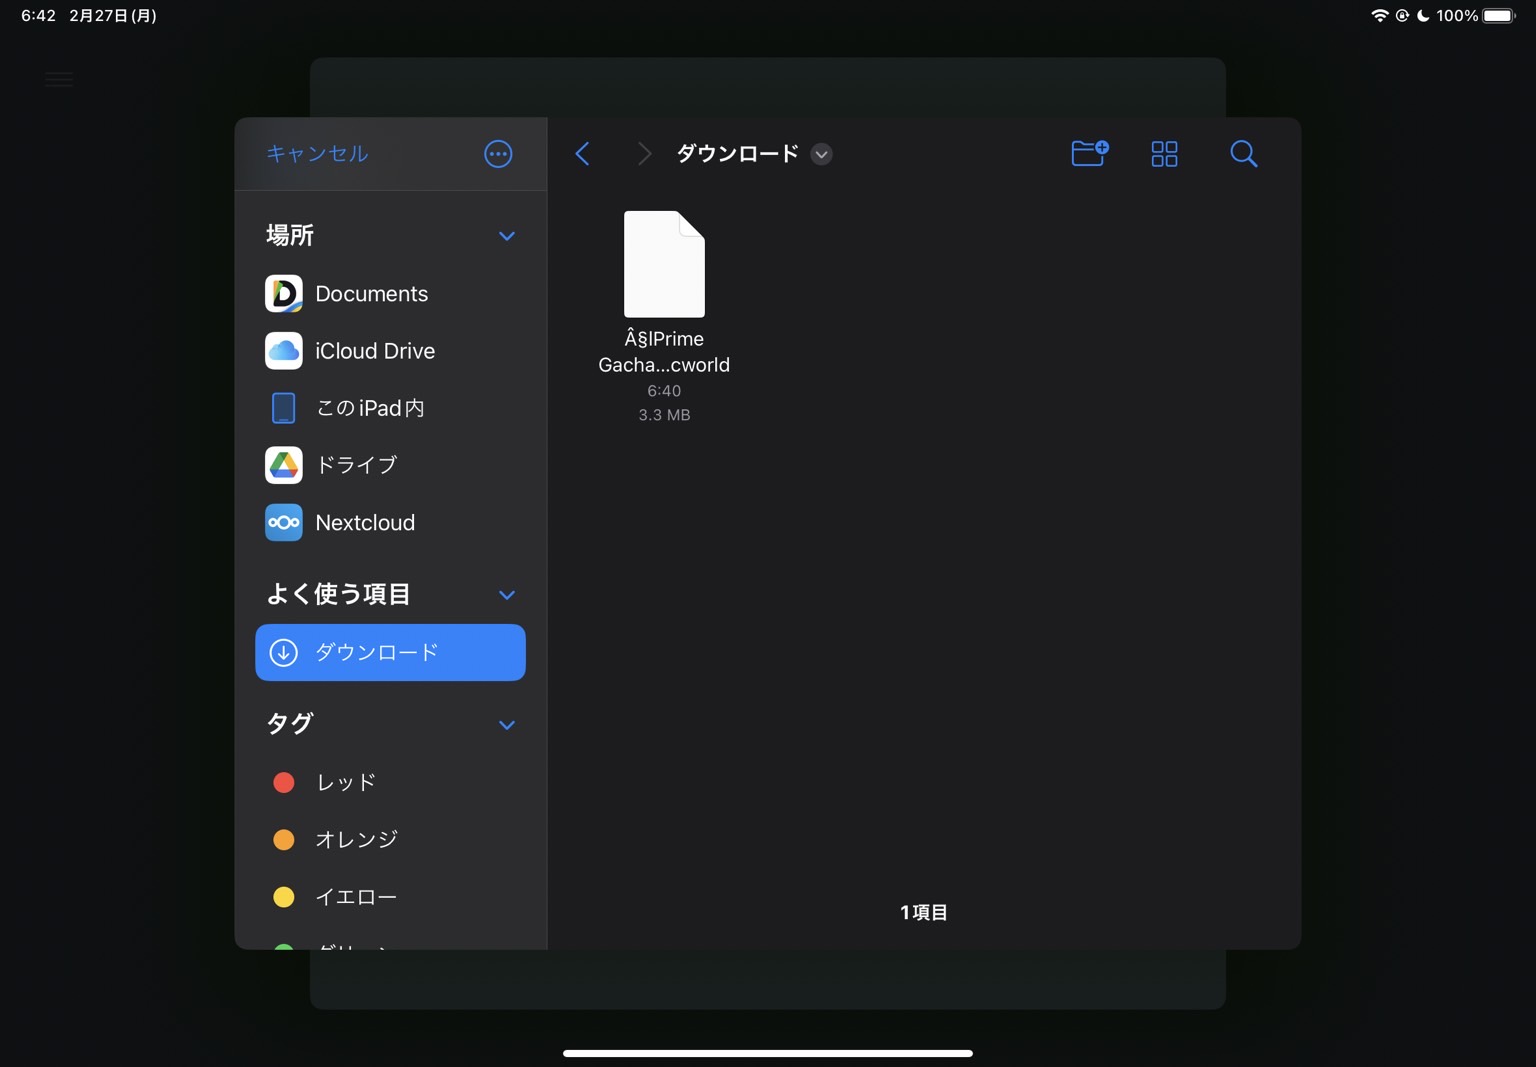 6:42 2月27日(月)
100%
キャンセル
ダウンロード
場所
Documents
iCloud Drive
このiPad内
ドライブ
Nextcloud
よく使う項目
ダウンロード
タグ
レッド
オレンジ
イエロー
Â§lPrime
Gacha...cworld
6:40
3.3 MB
1項目